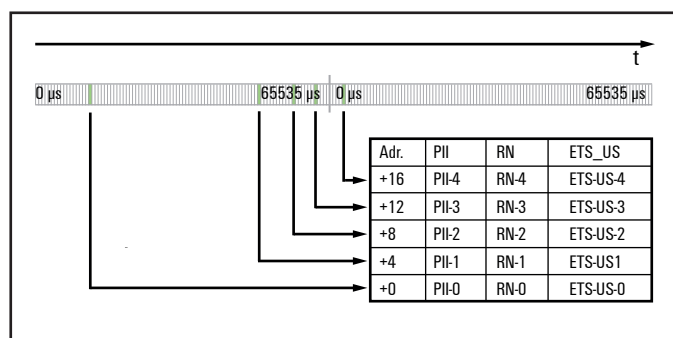 t
0 µs 65535 µs 0 µs 65535 µs
Adr. PII RN ETS_US
+16 PII-4 RN-4 ETS-US-4
+12 PII-3 RN-3 ETS-US-3
+8 PII-2 RN-2 ETS-US-2
+4 PII-1 RN-1 ETS-US1
+0 PII-0 RN-0 ETS-US-0